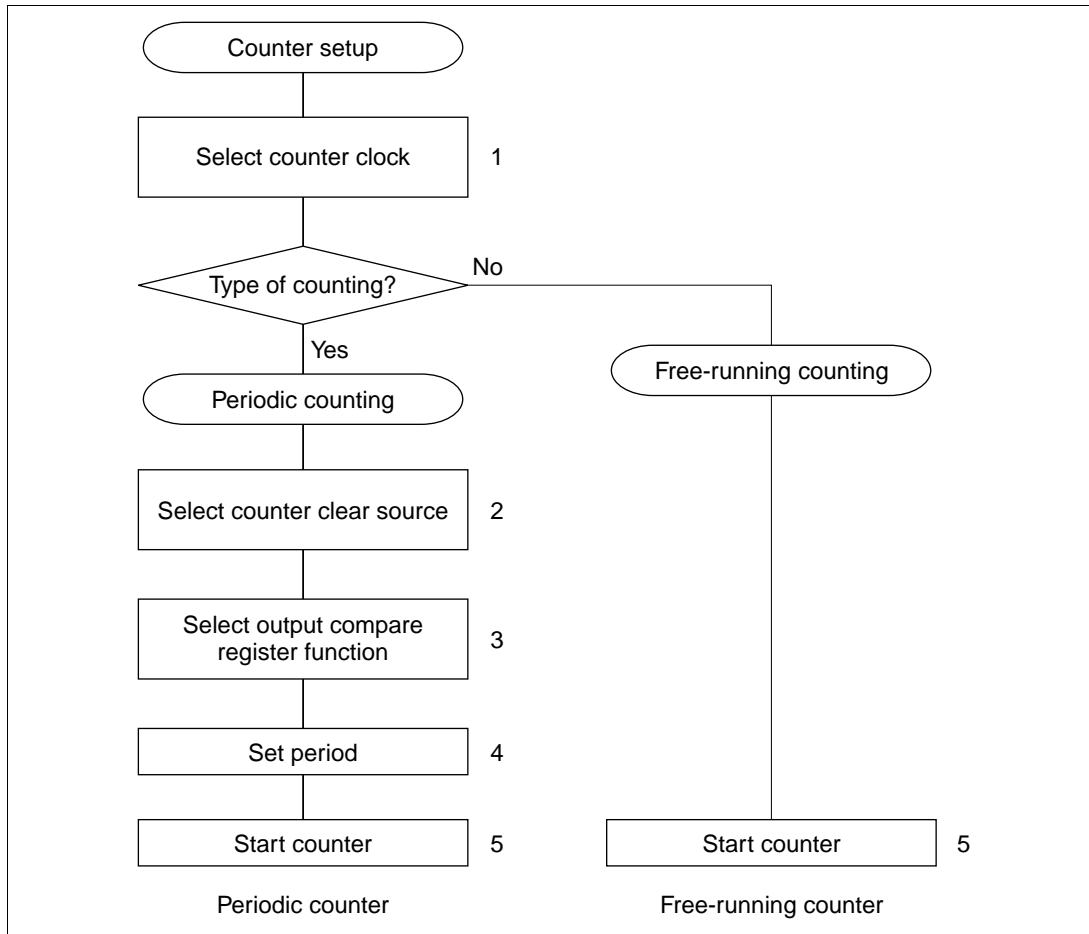 Counter setup
Select counter clock
1
Type of counting?
No
Yes
Periodic counting
Free-running counting
Select counter clear source
2
Select output compare
register function
3
Set period
4
Start counter
5
Start counter
5
Periodic counter
Free-running counter